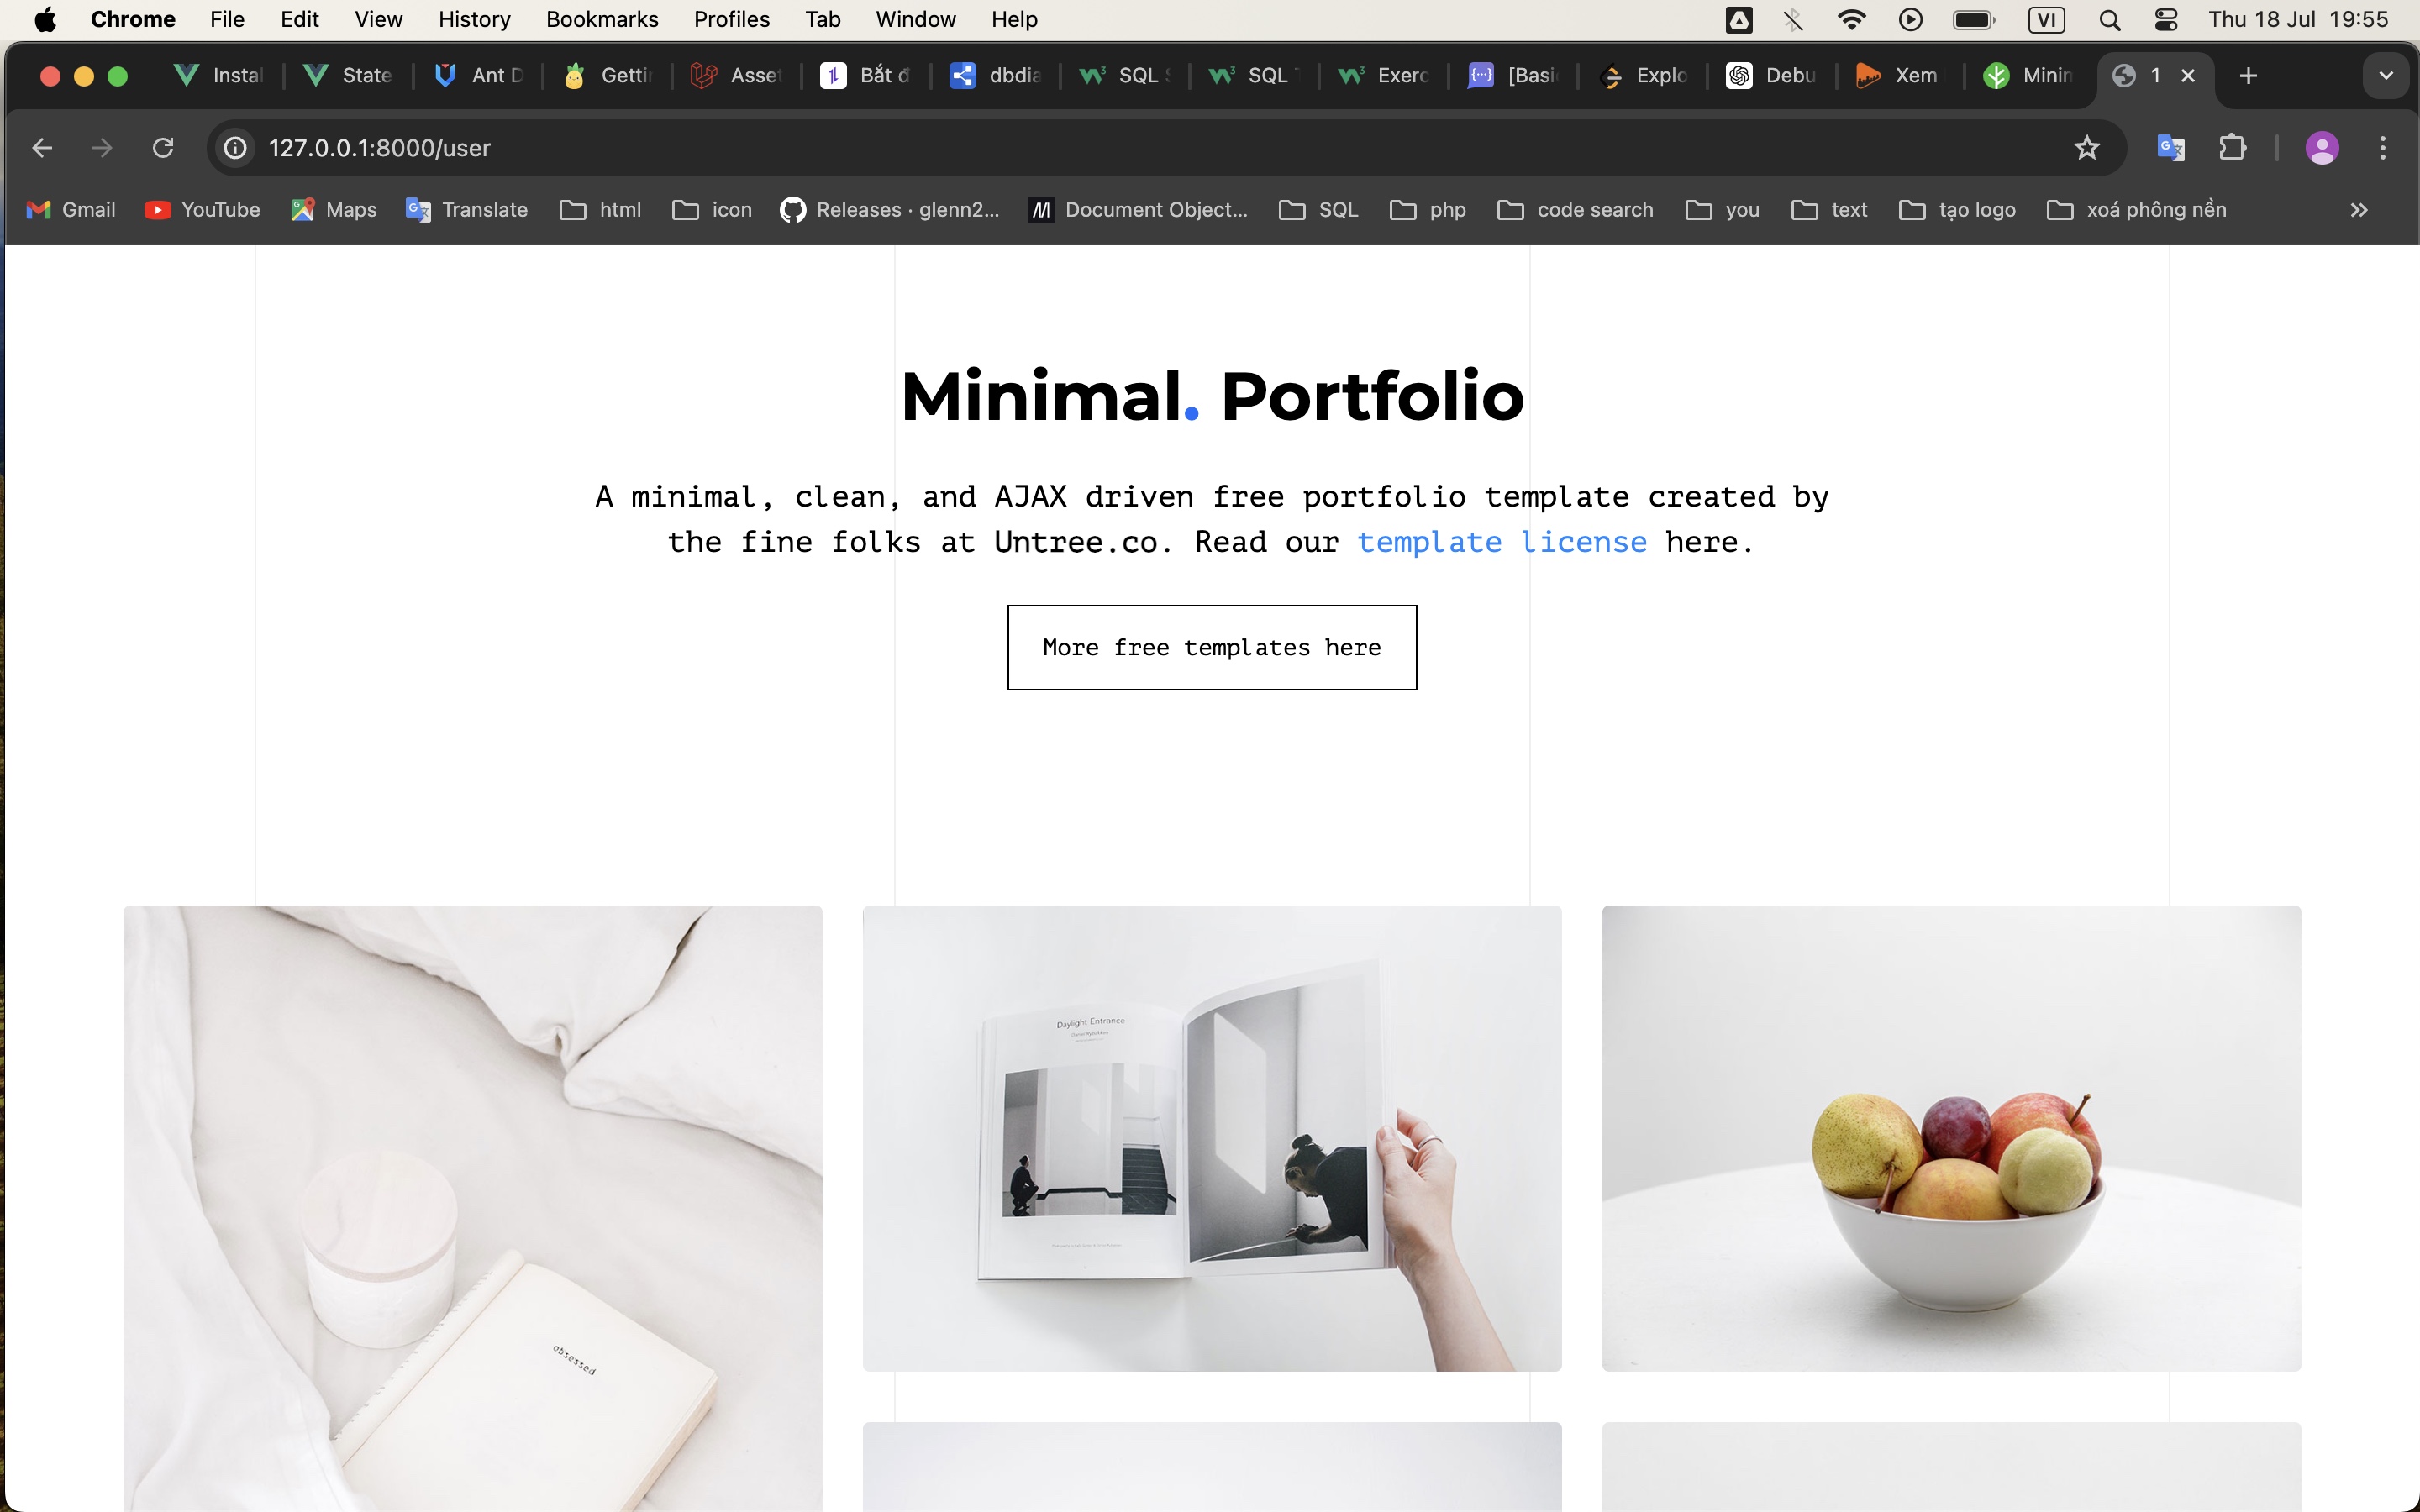 Chrome File Edit View History Bookmarks Profiles Tab Window Help VI Thu 18 Jul 19:55
Instal State Ant D Gettin Asset Bắt đ dbdia SQL S SQL T Exerc [Basi Explo Debu Xem Minim 1
127.0.0.1:8000/user
Gmail YouTube Maps Translate html icon Releases · glenn2... Document Object... SQL php code search you text tạo logo xoá phông nền
Minimal. Portfolio
A minimal, clean, and AJAX driven free portfolio template created by
the fine folks at Untree.co. Read our template license here.
More free templates here
Daylight Entrance
obsessed